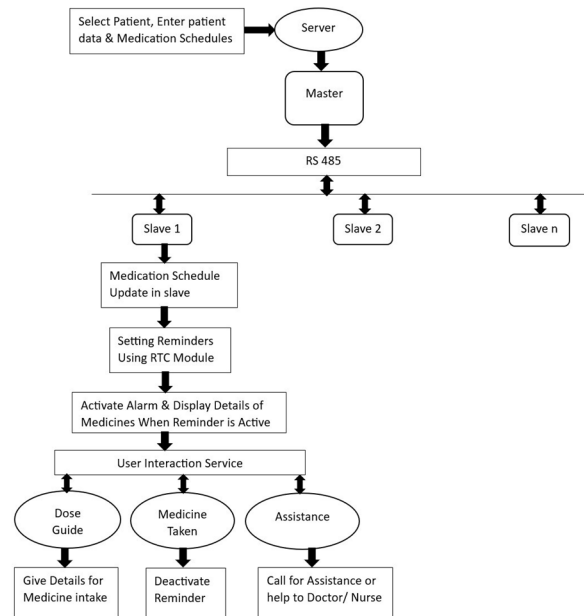 Select Patient, Enter patient
data & Medication Schedules
Server
Master
RS 485
Slave 1
Slave 2
Slave n
Medication Schedule
Update in slave
Setting Reminders
Using RTC Module
Activate Alarm & Display Details of
Medicines When Reminder is Active
User Interaction Service
Dose
Guide
Medicine
Taken
Assistance
Give Details for
Medicine intake
Deactivate
Reminder
Call for Assistance or
help to Doctor/ Nurse